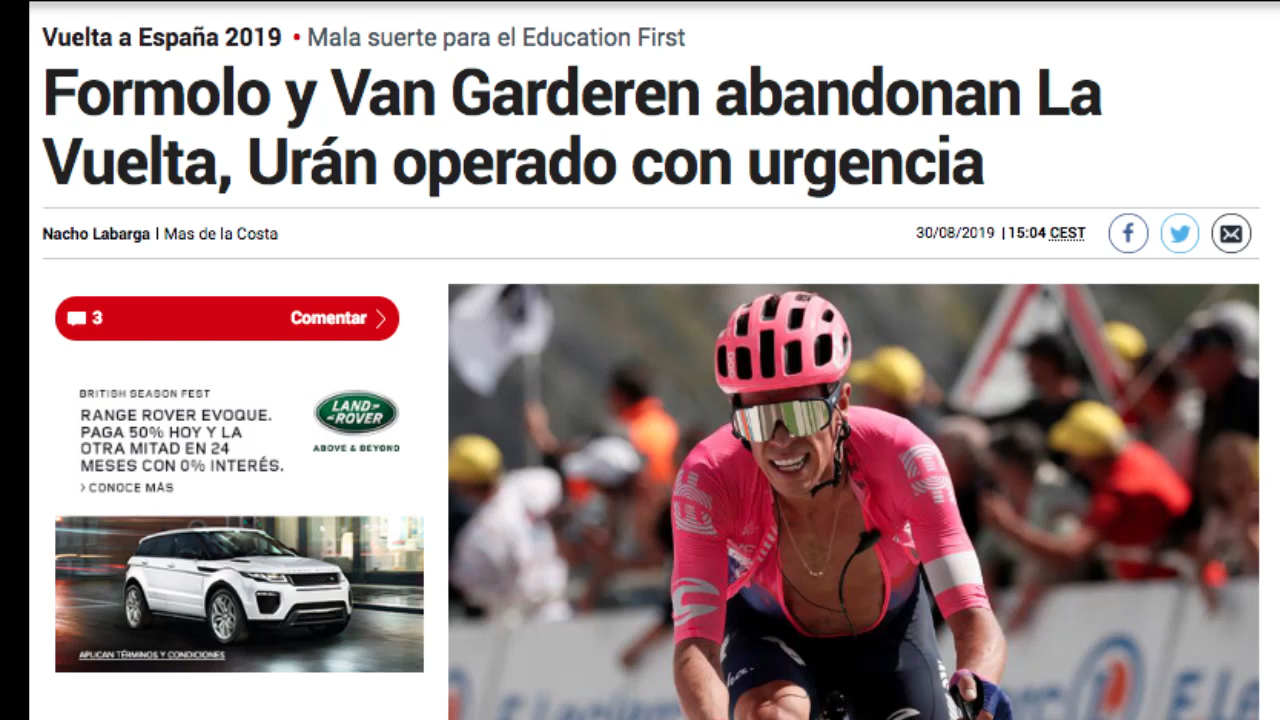 Vuelta a España 2019 • Mala suerte para el Education First
Formolo y Van Garderen abandonan La
Vuelta, Urán operado con urgencia
Nacho Labarga | Mas de la Costa
30/08/2019 | 15:04 CEST
3 Comentar
BRITISH SEASON FEST
RANGE ROVER EVOQUE.
PAGA 50% HOY Y LA
OTRA MITAD EN 24
MESES CON 0% INTERÉS.
> CONOCE MÁS
LAND-
-ROVER
ABOVE & BEYOND
APLICAN TÉRMINOS Y CONDICIONES